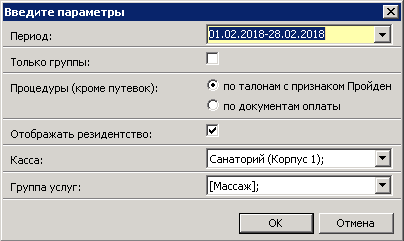 Введите параметры
Период: 01.02.2018-28.02.2018
Только группы:
Процедуры (кроме путевок): по талонам с признаком Пройден
по документам оплаты
Отображать резидентство:
Касса: Санаторий (Корпус 1);
Группа услуг: [Массаж];
OK Отмена